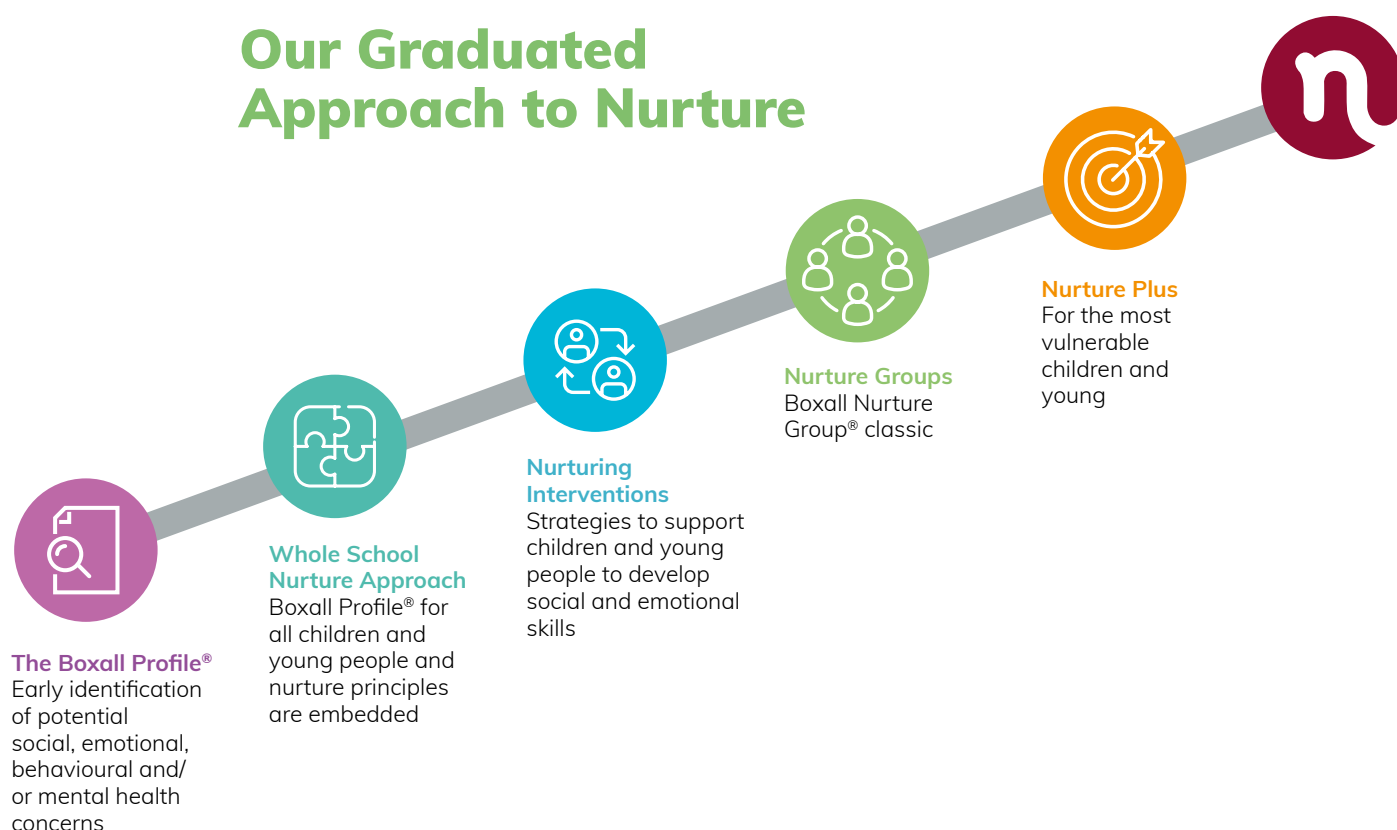 Our Graduated
Approach to Nurture
n
The Boxall Profile®
Early identification
of potential
social, emotional,
behavioural and/
or mental health
concerns
Whole School
Nurture Approach
Boxall Profile® for
all children and
young people and
nurture principles
are embedded
Nurturing
Interventions
Strategies to support
children and young
people to develop
social and emotional
skills
Nurture Groups
Boxall Nurture
Group® classic
Nurture Plus
For the most
vulnerable
children and
young